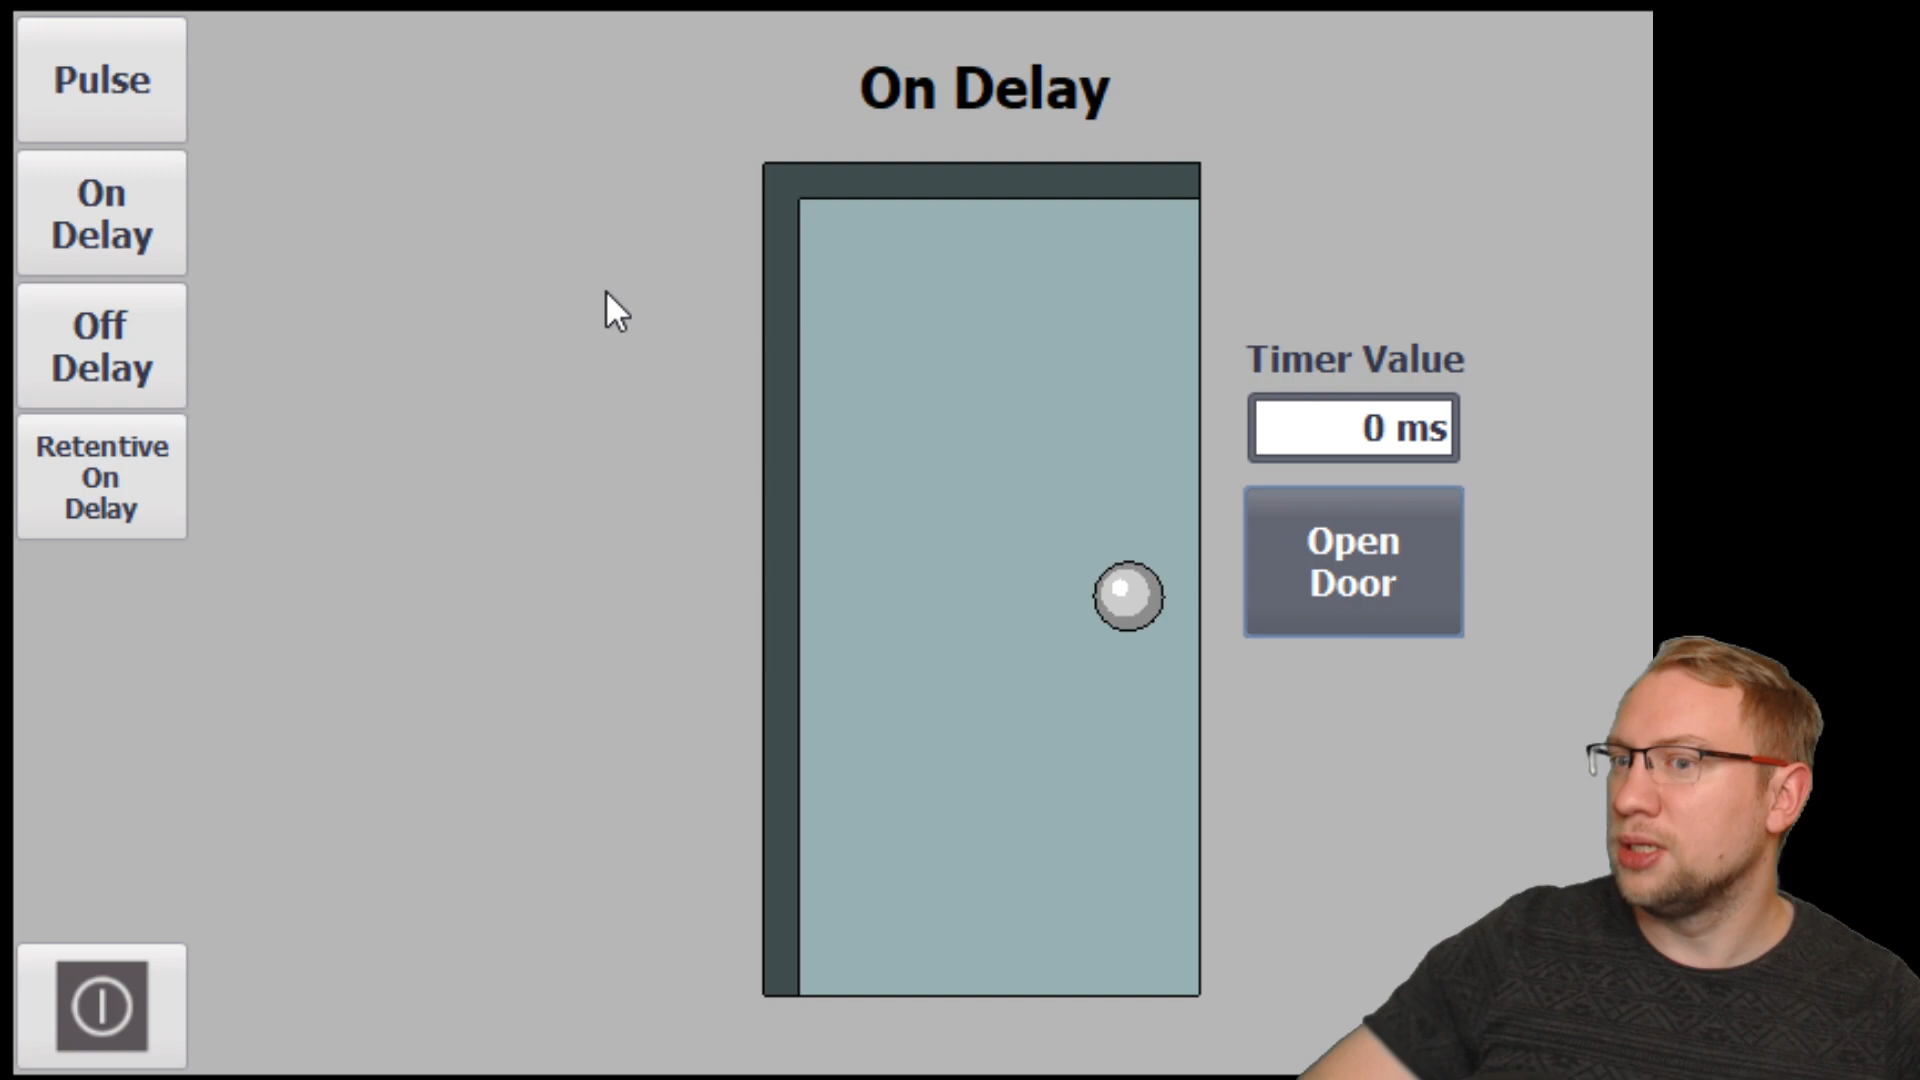 Pulse
On
Delay
Off
Delay
Retentive
On
Delay
On Delay
Timer Value
0 ms
Open
Door